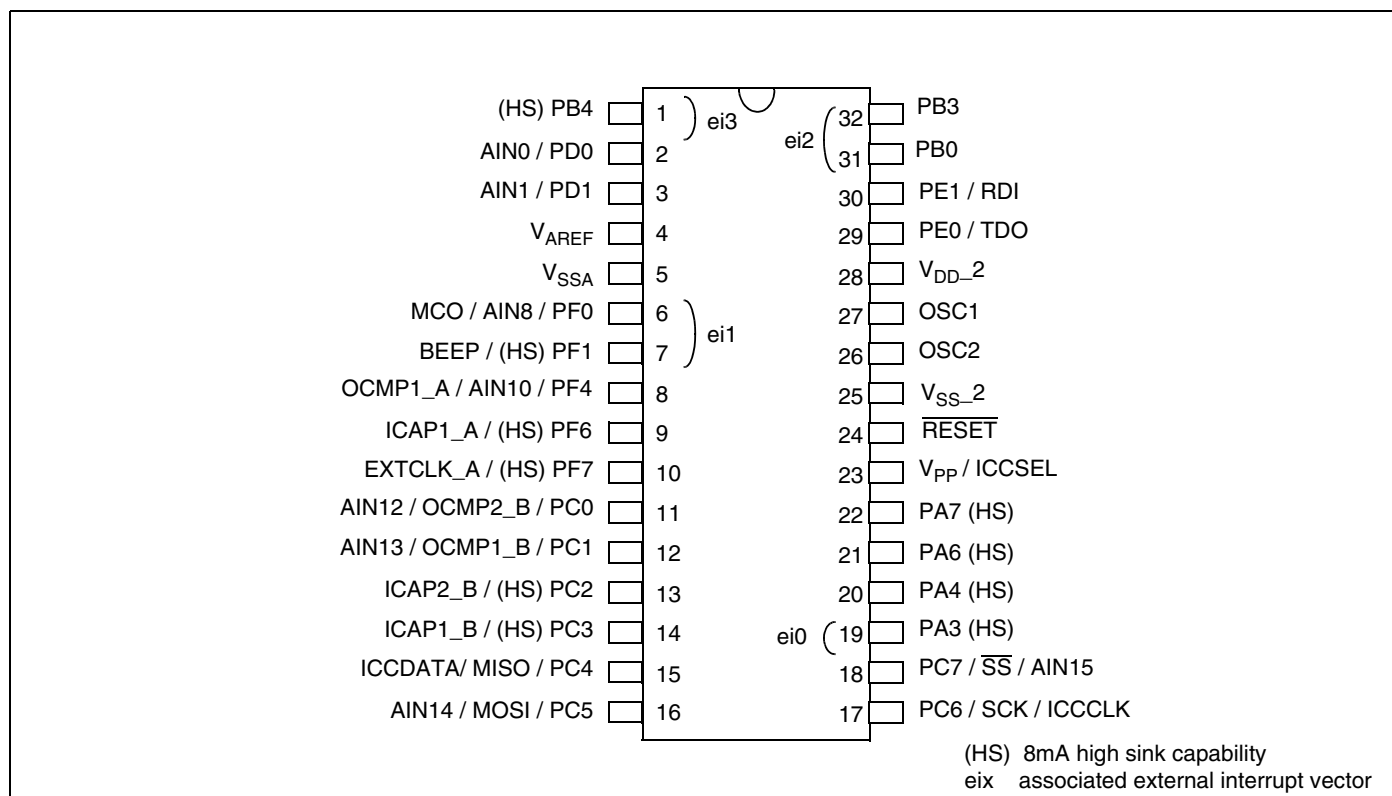 (HS) PB4 1 ei3 ei2 32 PB3
AIN0 / PD0 2 31 PB0
AIN1 / PD1 3 30 PE1 / RDI
VAREF 4 29 PE0 / TDO
VSSA 5 28 VDD_2
MCO / AIN8 / PF0 6 ei1 27 OSC1
BEEP / (HS) PF1 7 26 OSC2
OCMP1_A / AIN10 / PF4 8 25 VSS_2
ICAP1_A / (HS) PF6 9 24 RESET
EXTCLK_A / (HS) PF7 10 23 VPP / ICCSEL
AIN12 / OCMP2_B / PC0 11 22 PA7 (HS)
AIN13 / OCMP1_B / PC1 12 21 PA6 (HS)
ICAP2_B / (HS) PC2 13 20 PA4 (HS)
ICAP1_B / (HS) PC3 14 ei0 19 PA3 (HS)
ICCDATA/ MISO / PC4 15 18 PC7 / SS / AIN15
AIN14 / MOSI / PC5 16 17 PC6 / SCK / ICCCLK
(HS) 8mA high sink capability
eix associated external interrupt vector